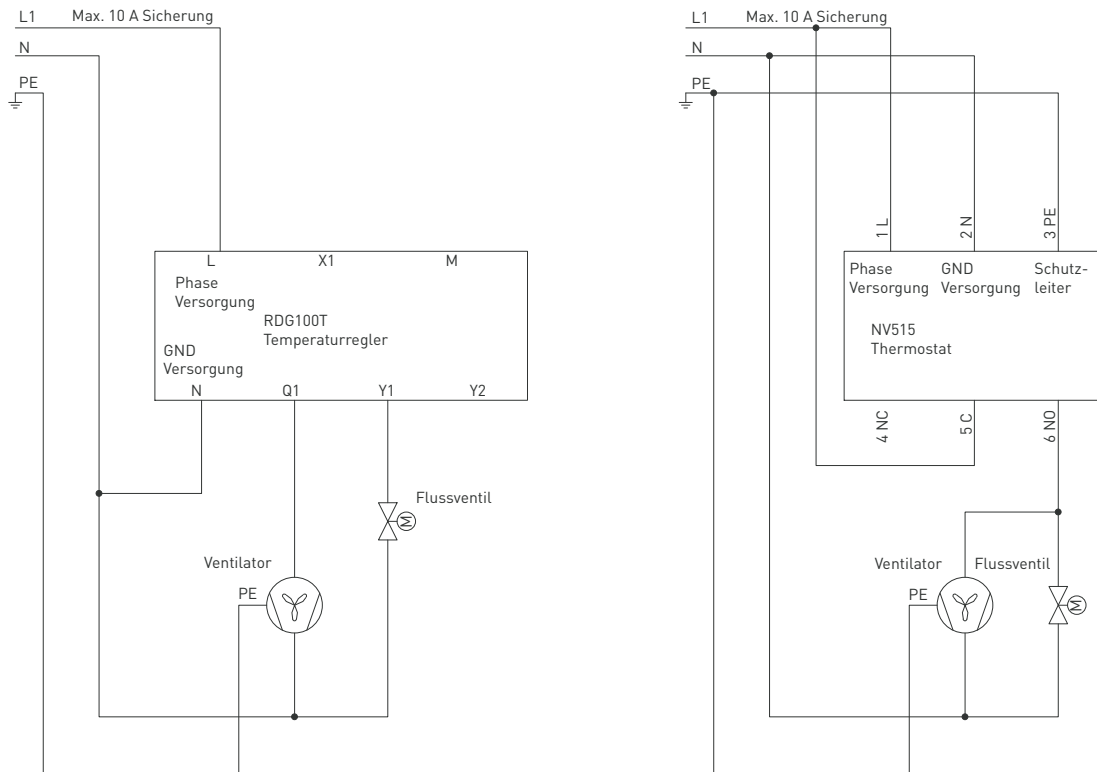 L1 Max. 10 A Sicherung
N
PE
L X1 M
Phase
Versorgung
RDG100T
Temperaturregler
GND
Versorgung
N Q1 Y1 Y2
Flussventil
M
Ventilator
PE
L1 Max. 10 A Sicherung
N
PE
1 L
2 N
3 PE
Phase
Versorgung
GND
Versorgung
Schutz-
leiter
NV515
Thermostat
4 NC
5 C
6 NO
Ventilator
Flussventil
PE
M